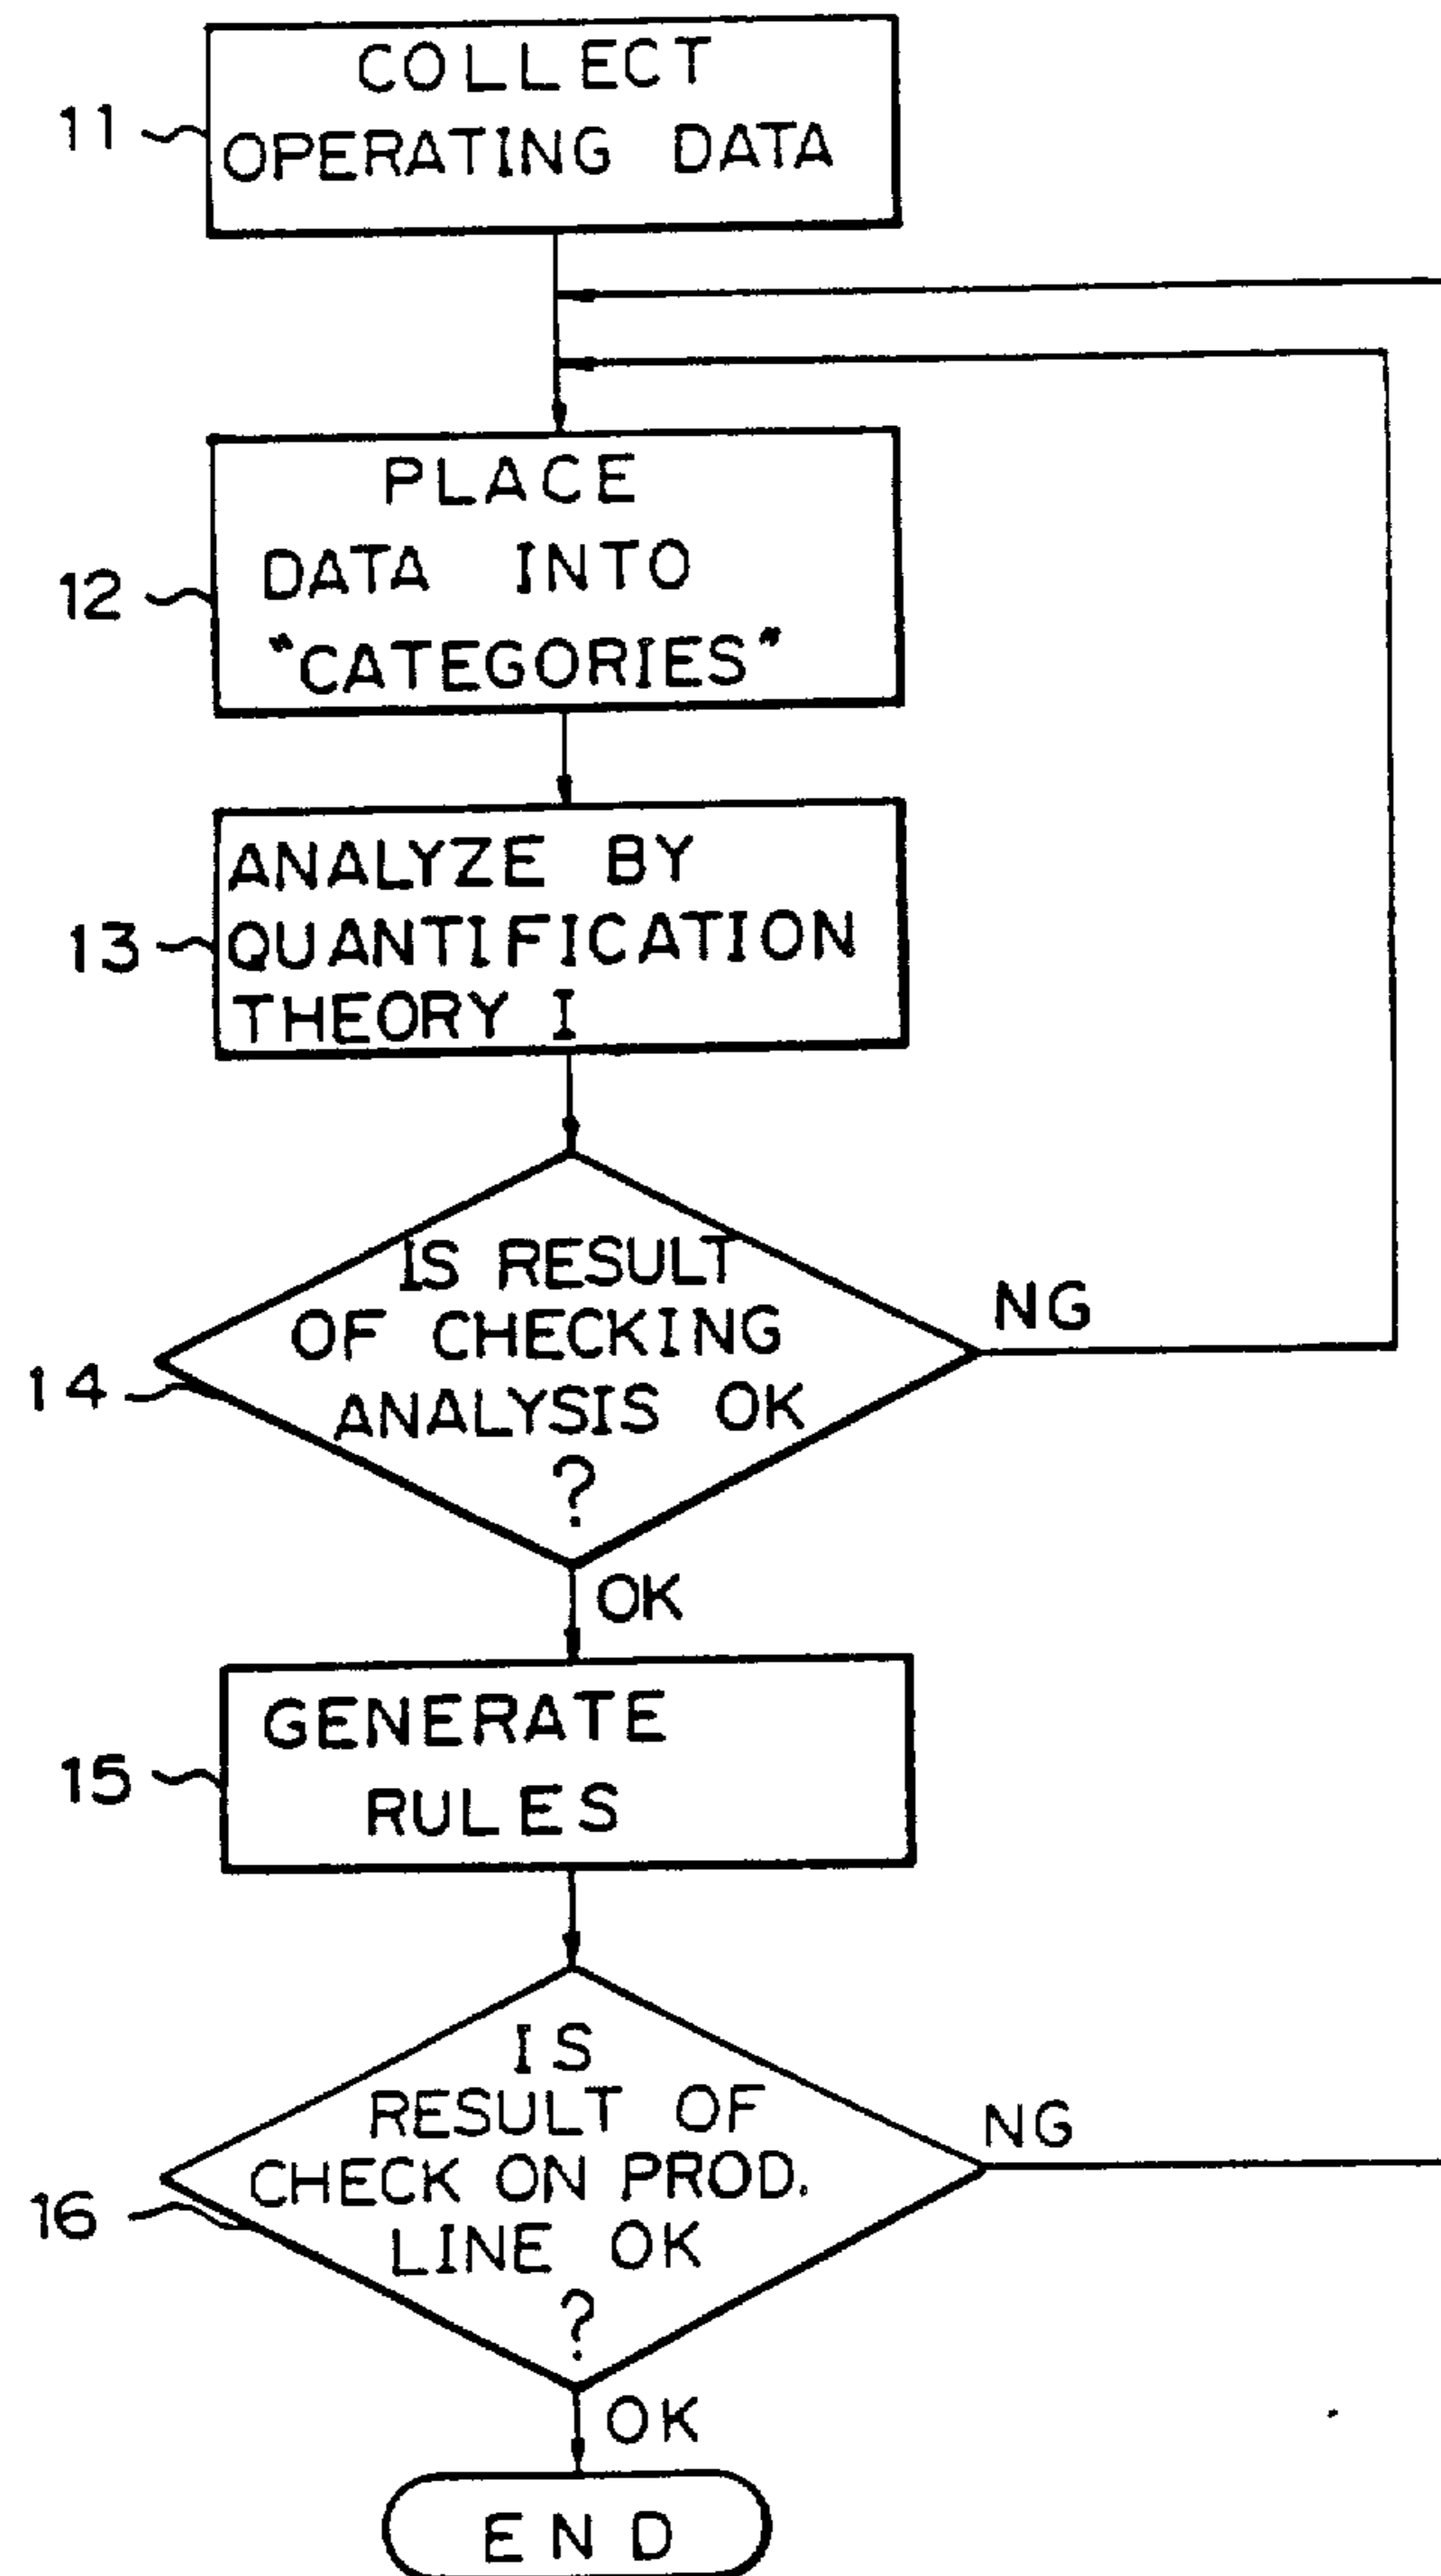 COLLECT
11 OPERATING DATA
PLACE
DATA INTO
12
"CATEGORIES"
ANALYZE BY
13 QUANTIFICATION
THEORY I
IS RESULT
NG
OF CHECKING
14 ANALYSIS OK
?
OK
GENERATE
15
RULES
IS
RESULT OF
NG
CHECK ON PROD.
16
LINE OK
?
OK
END